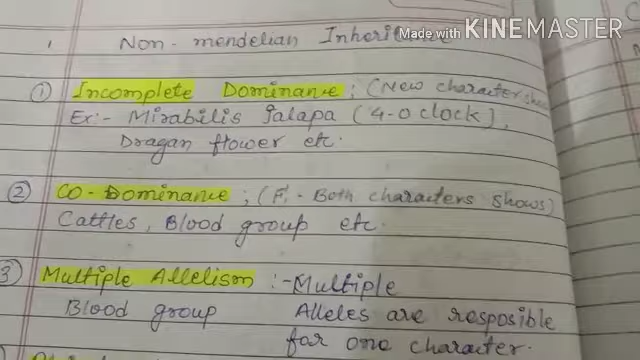 Made with KINEMASTER
Non-mendelian Inheritance
① Incomplete Dominance; (New character
Ex:- Mirabilis Jalapa (4-0 clock),
Dragan flower etc.
② CO-Dominance; (F1 - Both characters shows)
Cattles, Blood group etc.
3) Multiple Allelism :- Multiple
Blood group Alleles are resposible
for one character.